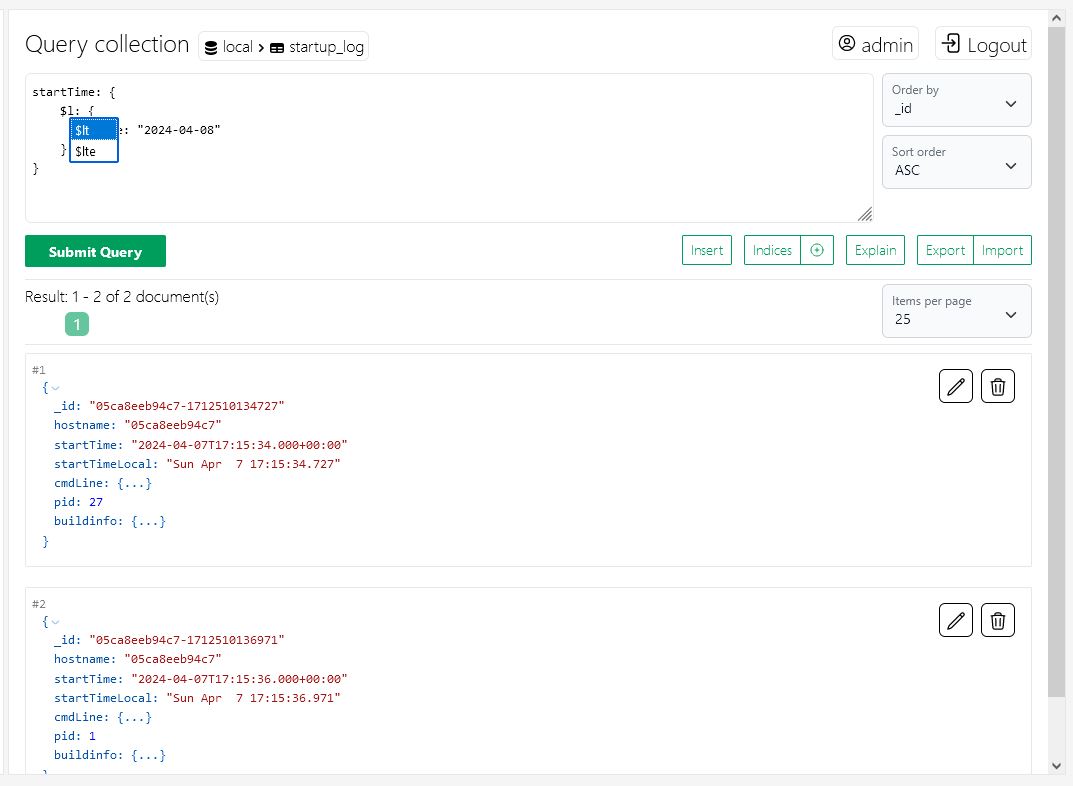 Query collection local > startup_log admin Logout
startTime: {
$l: {
e: "2024-04-08"
}
}
$lt
$lte
Order by
_id
Sort order
ASC
Submit Query Insert Indices Explain Export Import
Result: 1 - 2 of 2 document(s)
1
Items per page
25
#1
{
_id: "05ca8eeb94c7-1712510134727"
hostname: "05ca8eeb94c7"
startTime: "2024-04-07T17:15:34.000+00:00"
startTimeLocal: "Sun Apr  7 17:15:34.727"
cmdLine: {...}
pid: 27
buildinfo: {...}
}
#2
{
_id: "05ca8eeb94c7-1712510136971"
hostname: "05ca8eeb94c7"
startTime: "2024-04-07T17:15:36.000+00:00"
startTimeLocal: "Sun Apr  7 17:15:36.971"
cmdLine: {...}
pid: 1
buildinfo: {...}
}